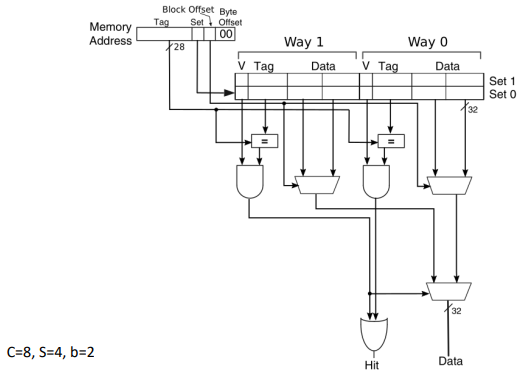 Block Offset Byte
Memory Tag Set Offset
Address 00
28
Way 1 Way 0
V Tag Data V Tag Data
Set 1
Set 0
32
= =
32
C=8, S=4, b=2
Hit Data